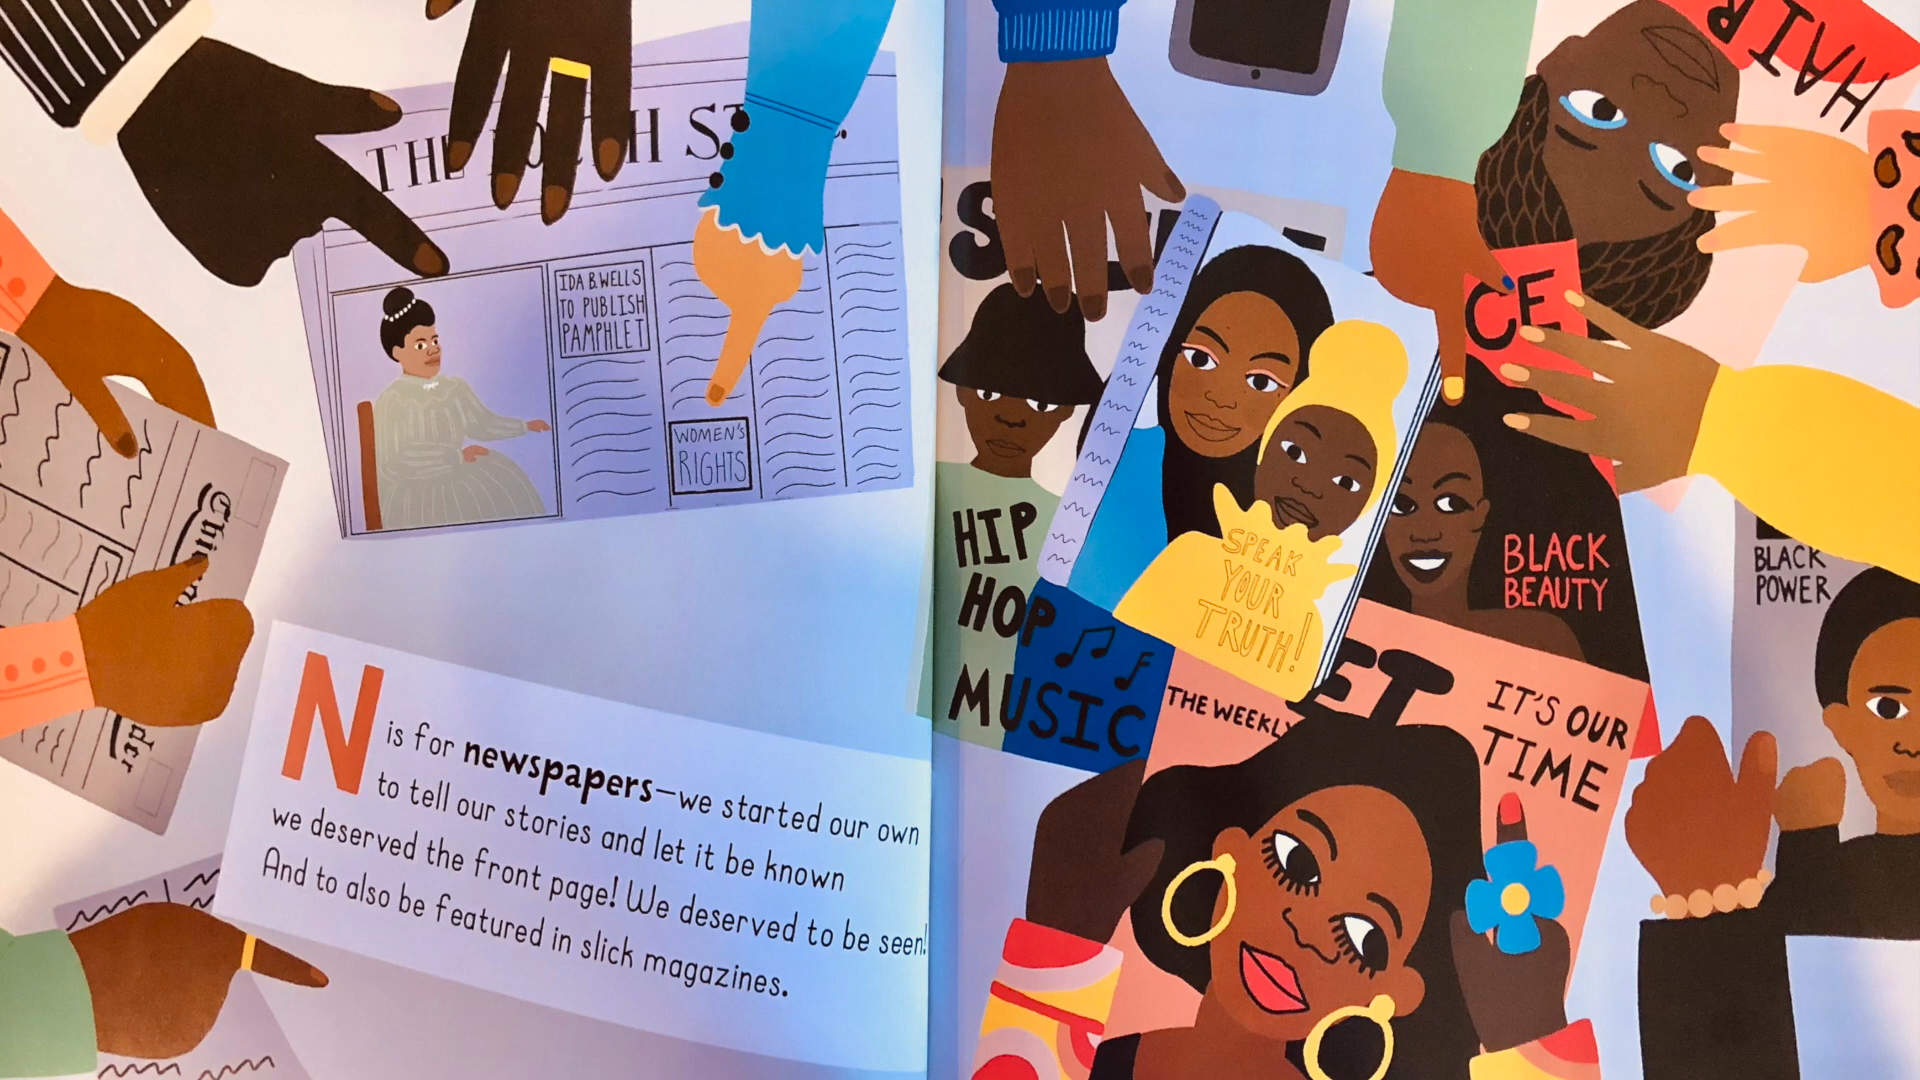 THE
IDA B. WELLS
TO PUBLISH
PAMPHLET
WOMEN'S
RIGHTS
N is for newspapers—we started our own
to tell our stories and let it be known
we deserved the front page! We deserved to be seen!
And to also be featured in slick magazines.
HAIR
HIP
HOP
MUSIC
SPEAK
YOUR
TRUTH!
BLACK
BEAUTY
BLACK
POWER
THE WEEKLY
IT'S OUR
TIME